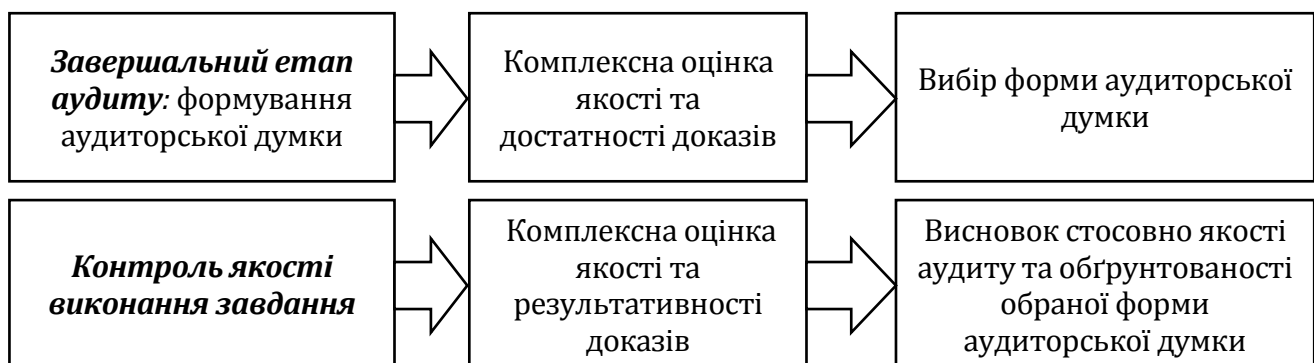 Завершальний етап
аудиту: формування
аудиторської думки
Комплексна оцінка
якості та
достатності доказів
Вибір форми аудиторської
думки
Контроль якості
виконання завдання
Комплексна оцінка
якості та
результативності
доказів
Висновок стосовно якості
аудиту та обґрунтованості
обраної форми
аудиторської думки